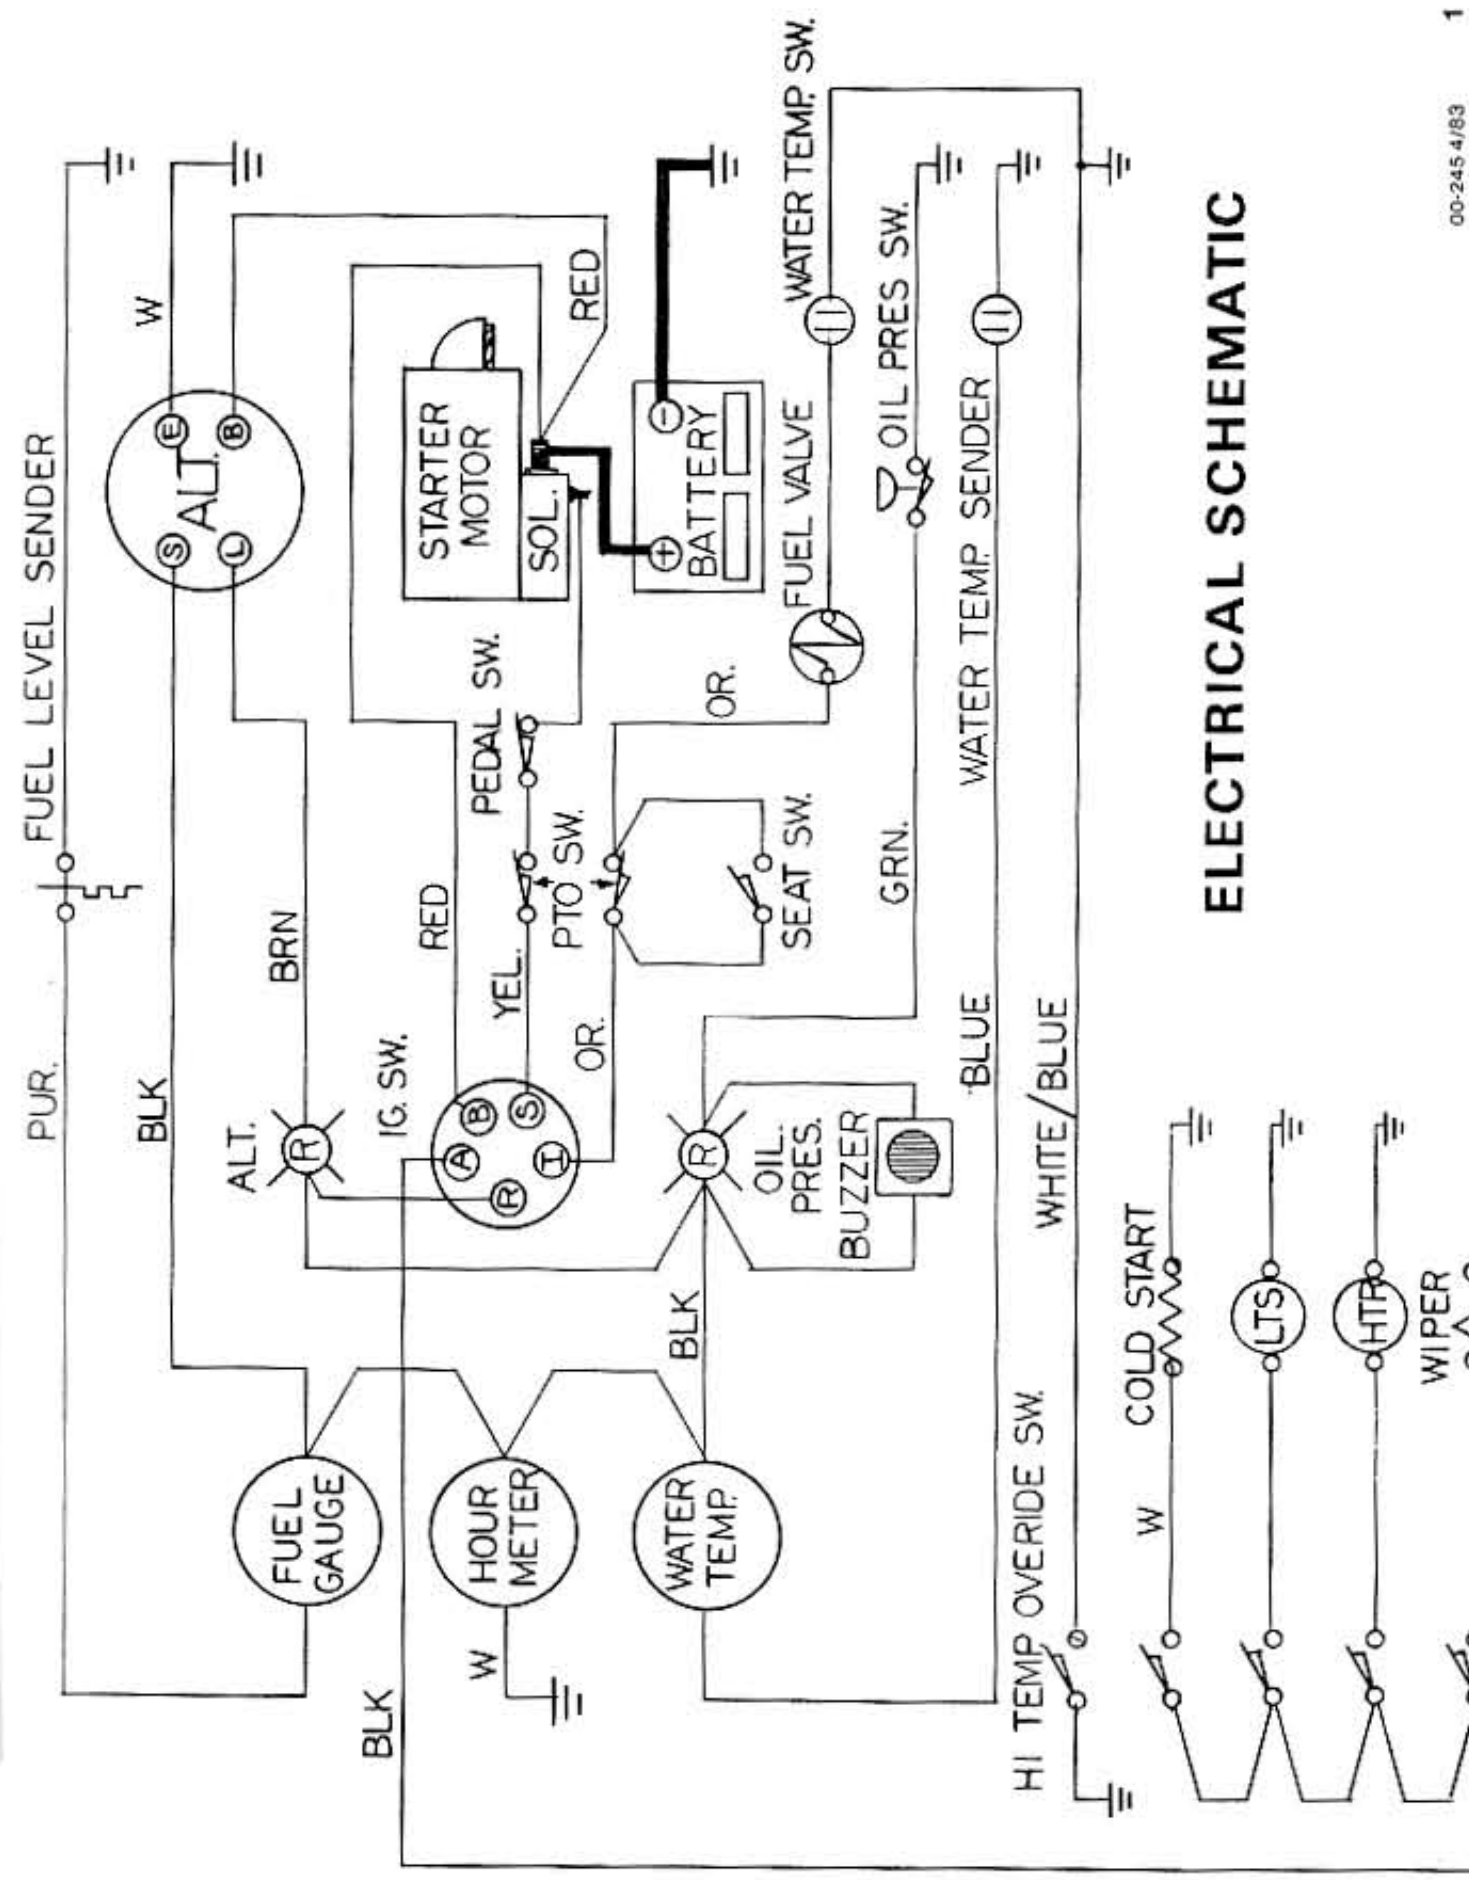 FUEL LEVEL SENDER
PUR.
W
E
B
S
L
ALT.
BLK
BRN
ALT.
R
STARTER
MOTOR
SOL.
RED
BATTERY
+
-
PEDAL SW.
RED
YEL.
PTO SW.
OR.
IG. SW.
A
B
S
I
R
SEAT SW.
OR.
FUEL VALVE
WATER TEMP. SW.
OIL PRES SW.
GRN.
WATER TEMP. SENDER
BLUE
WHITE/BLUE
R
OIL.
PRES.
BUZZER
BLK
FUEL
GAUGE
HOUR
METER
WATER
TEMP.
W
BLK
HI TEMP OVERIDE SW.
COLD START
W
LTS
HTR
WIPER
ELECTRICAL SCHEMATIC
00-245 4/83
1